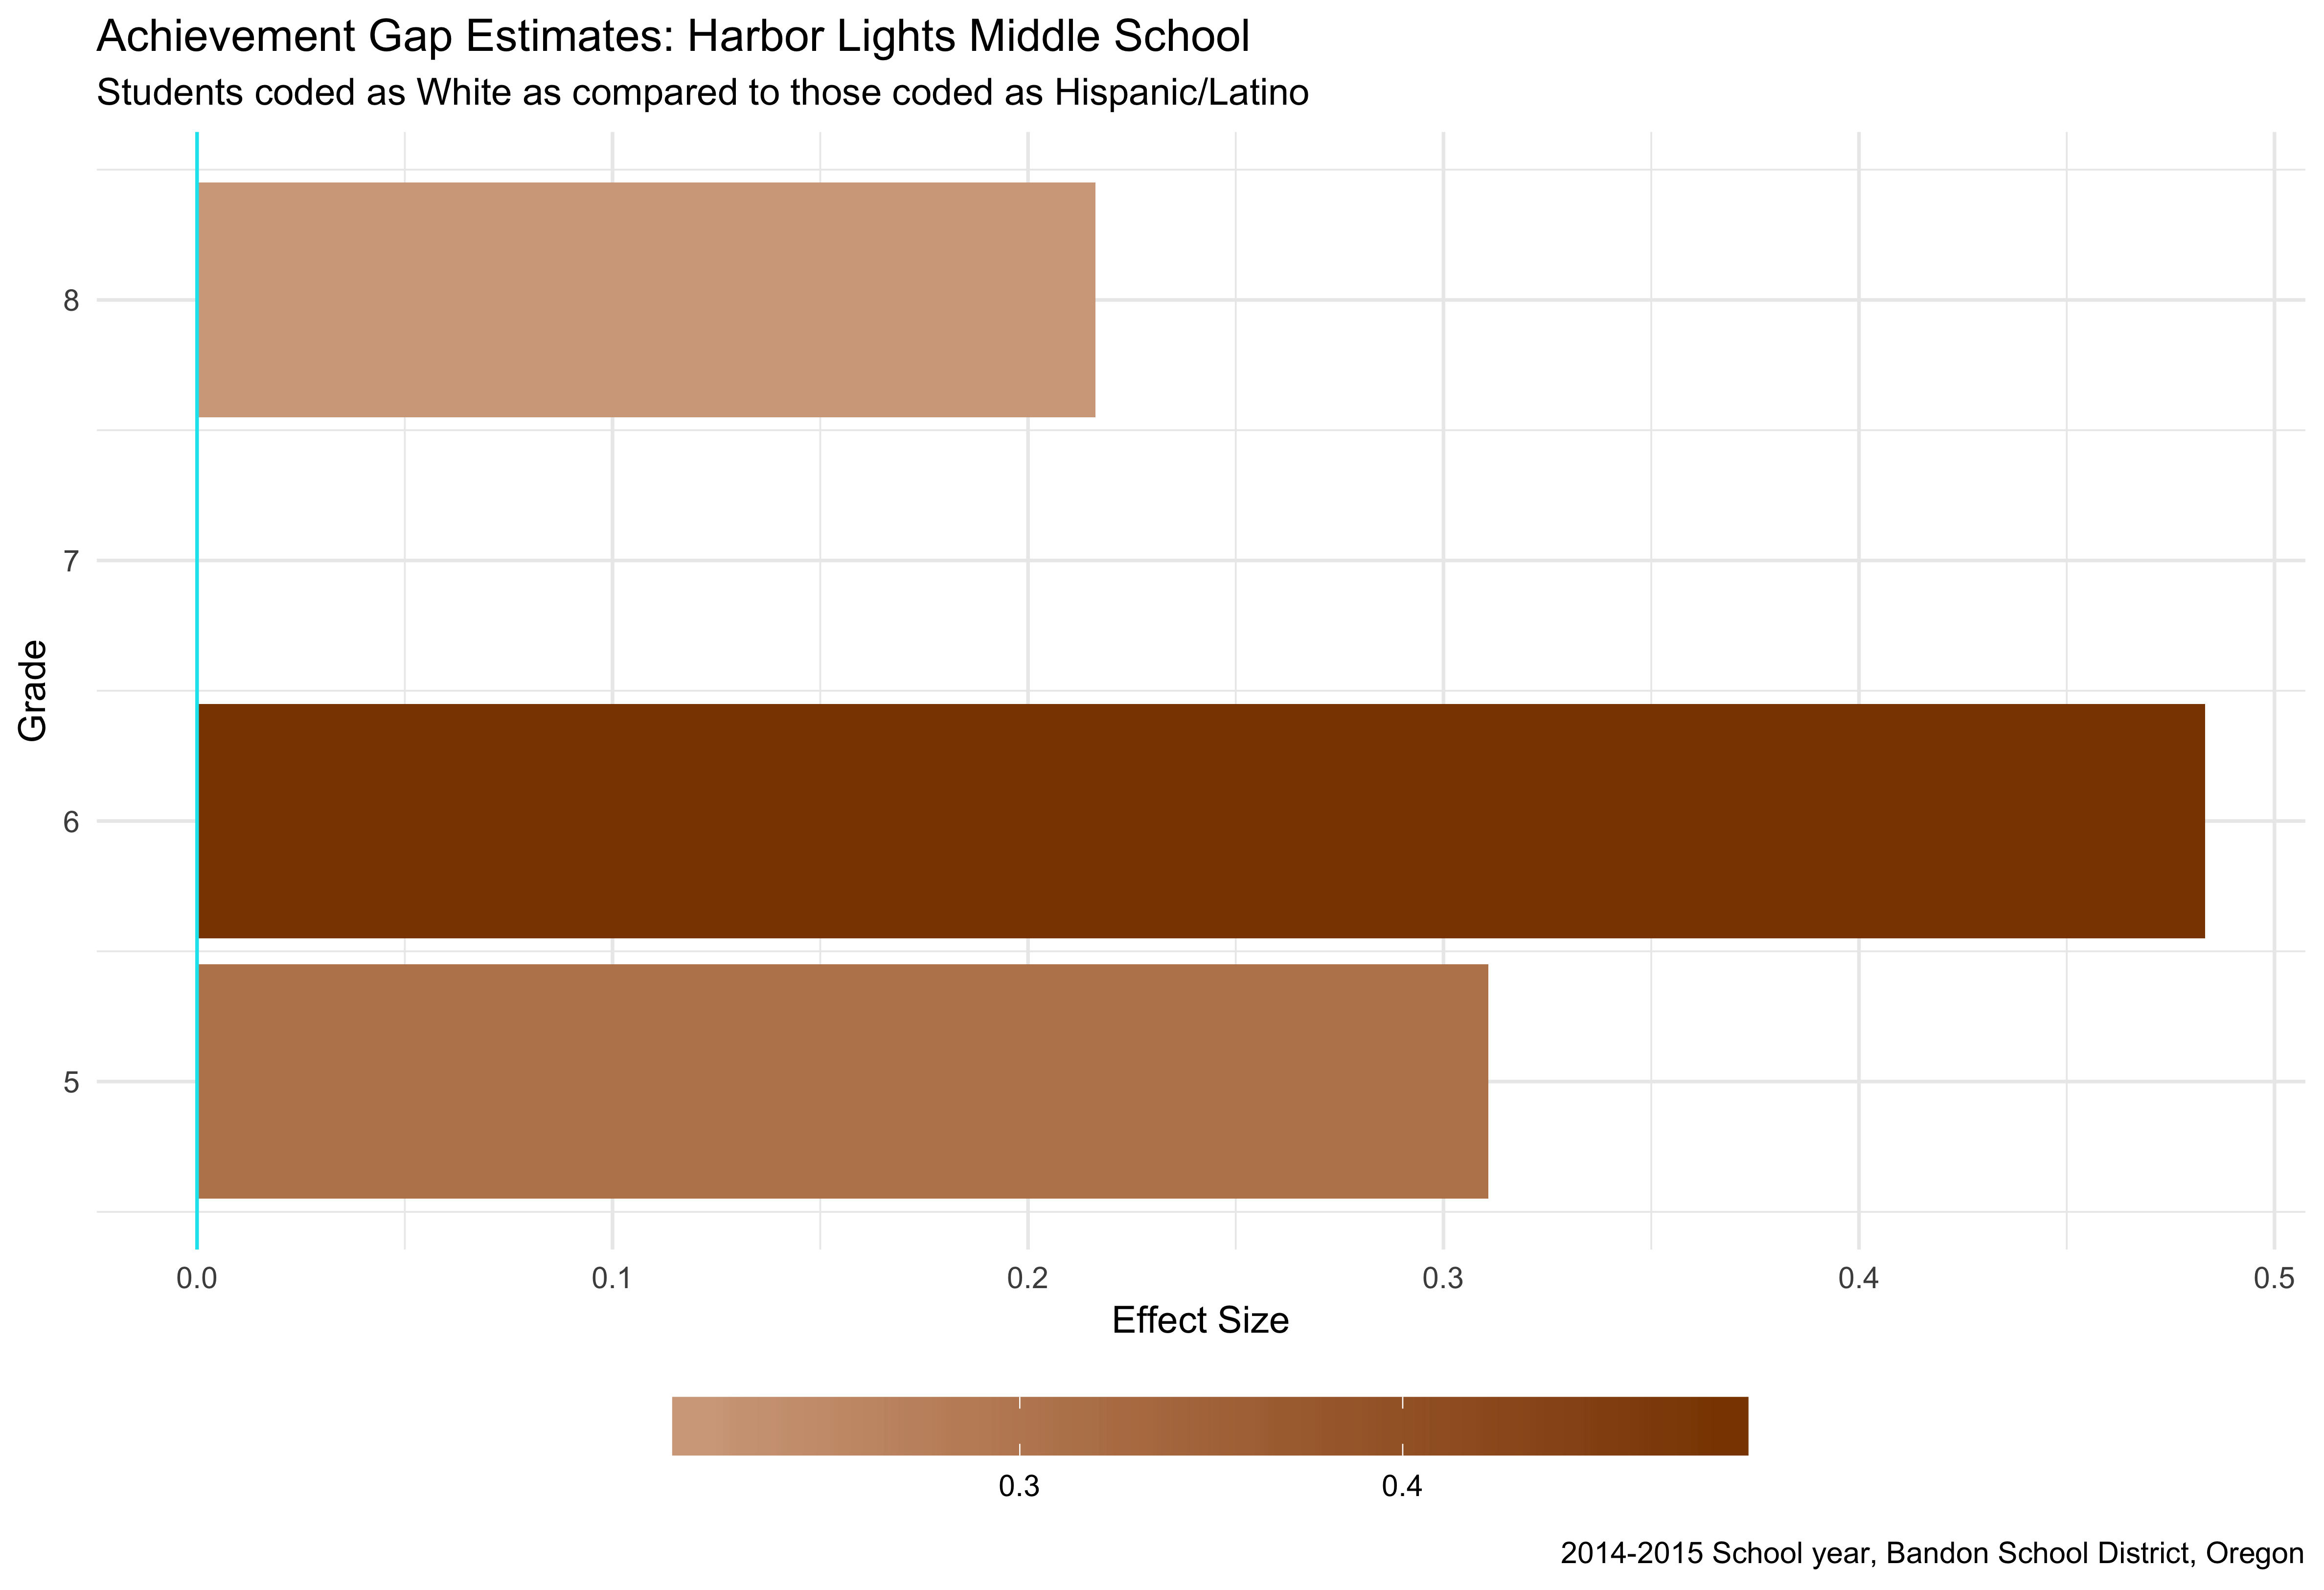 Achievement Gap Estimates: Harbor Lights Middle School
Students coded as White as compared to those coded as Hispanic/Latino
8
7
6
5
Grade
0.0 0.1 0.2 0.3 0.4 0.5
Effect Size
0.3 0.4
2014-2015 School year, Bandon School District, Oregon